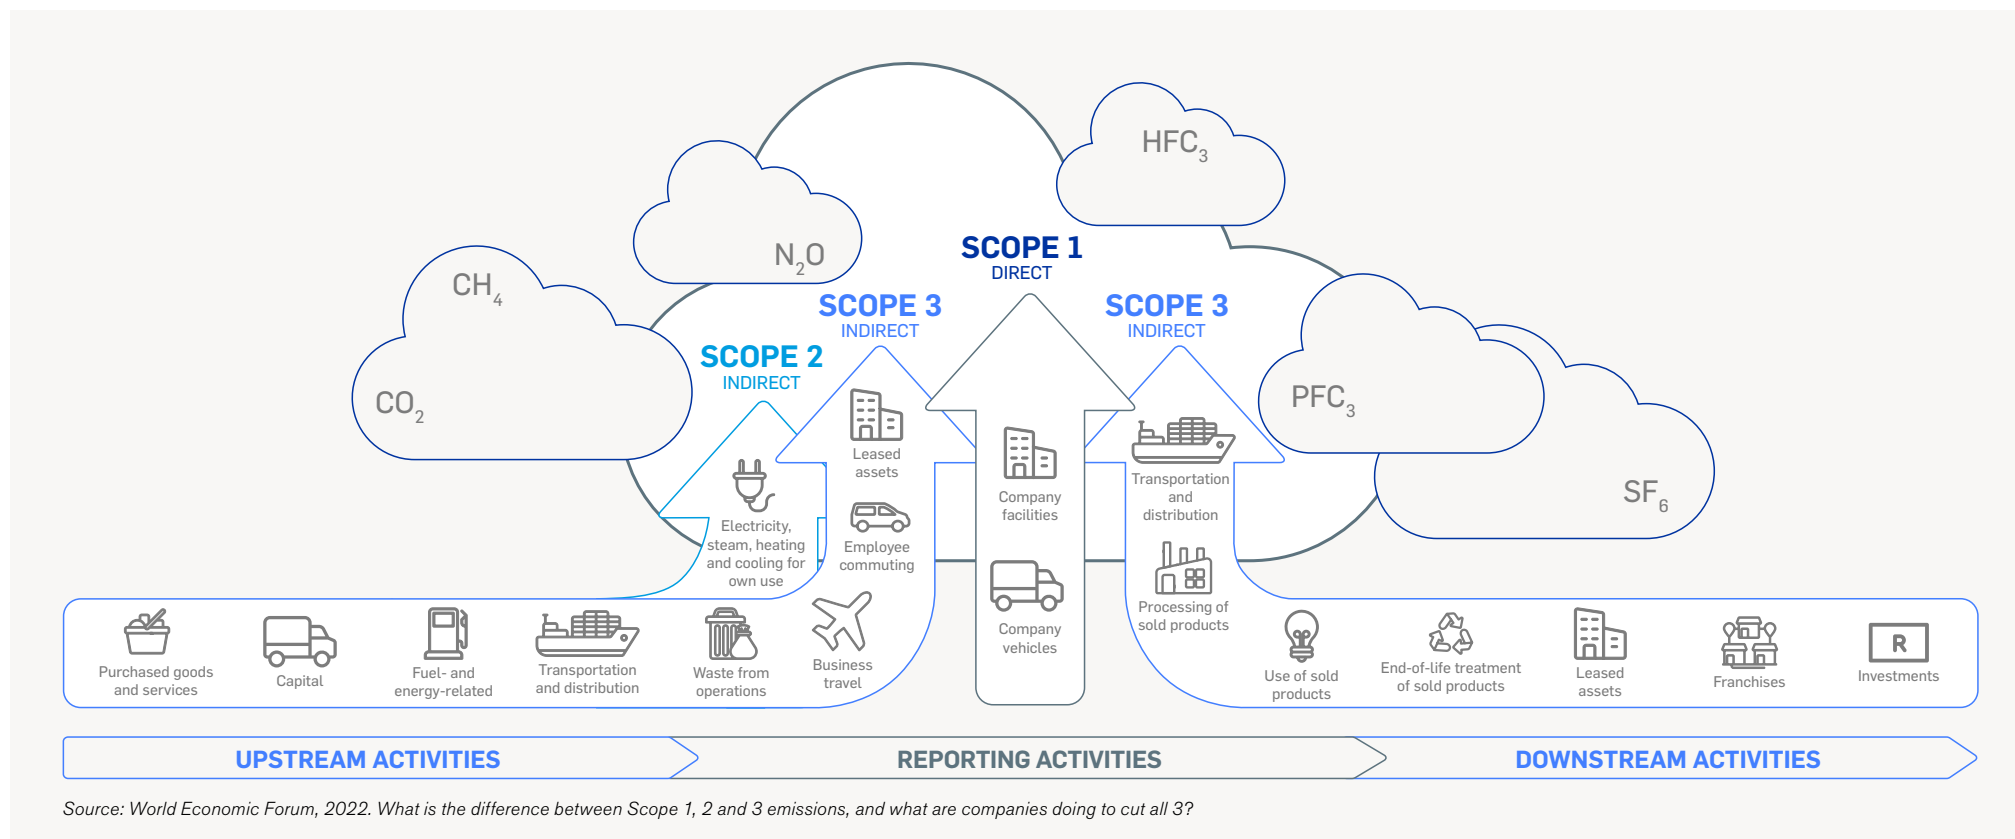 HFC3
N2O
CH4
CO2
PFC3
SF6
SCOPE 1
DIRECT
SCOPE 3
INDIRECT
SCOPE 3
INDIRECT
SCOPE 2
INDIRECT
Electricity,
steam, heating
and cooling for
own use
Leased
assets
Employee
commuting
Company
facilities
Company
vehicles
Transportation
and
distribution
Processing of
sold products
Purchased goods
and services
Capital
Fuel- and
energy-related
Transportation
and distribution
Waste from
operations
Business
travel
Use of sold
products
End-of-life treatment
of sold products
Leased
assets
Franchises
R
Investments
UPSTREAM ACTIVITIES
REPORTING ACTIVITIES
DOWNSTREAM ACTIVITIES
Source: World Economic Forum, 2022. What is the difference between Scope 1, 2 and 3 emissions, and what are companies doing to cut all 3?